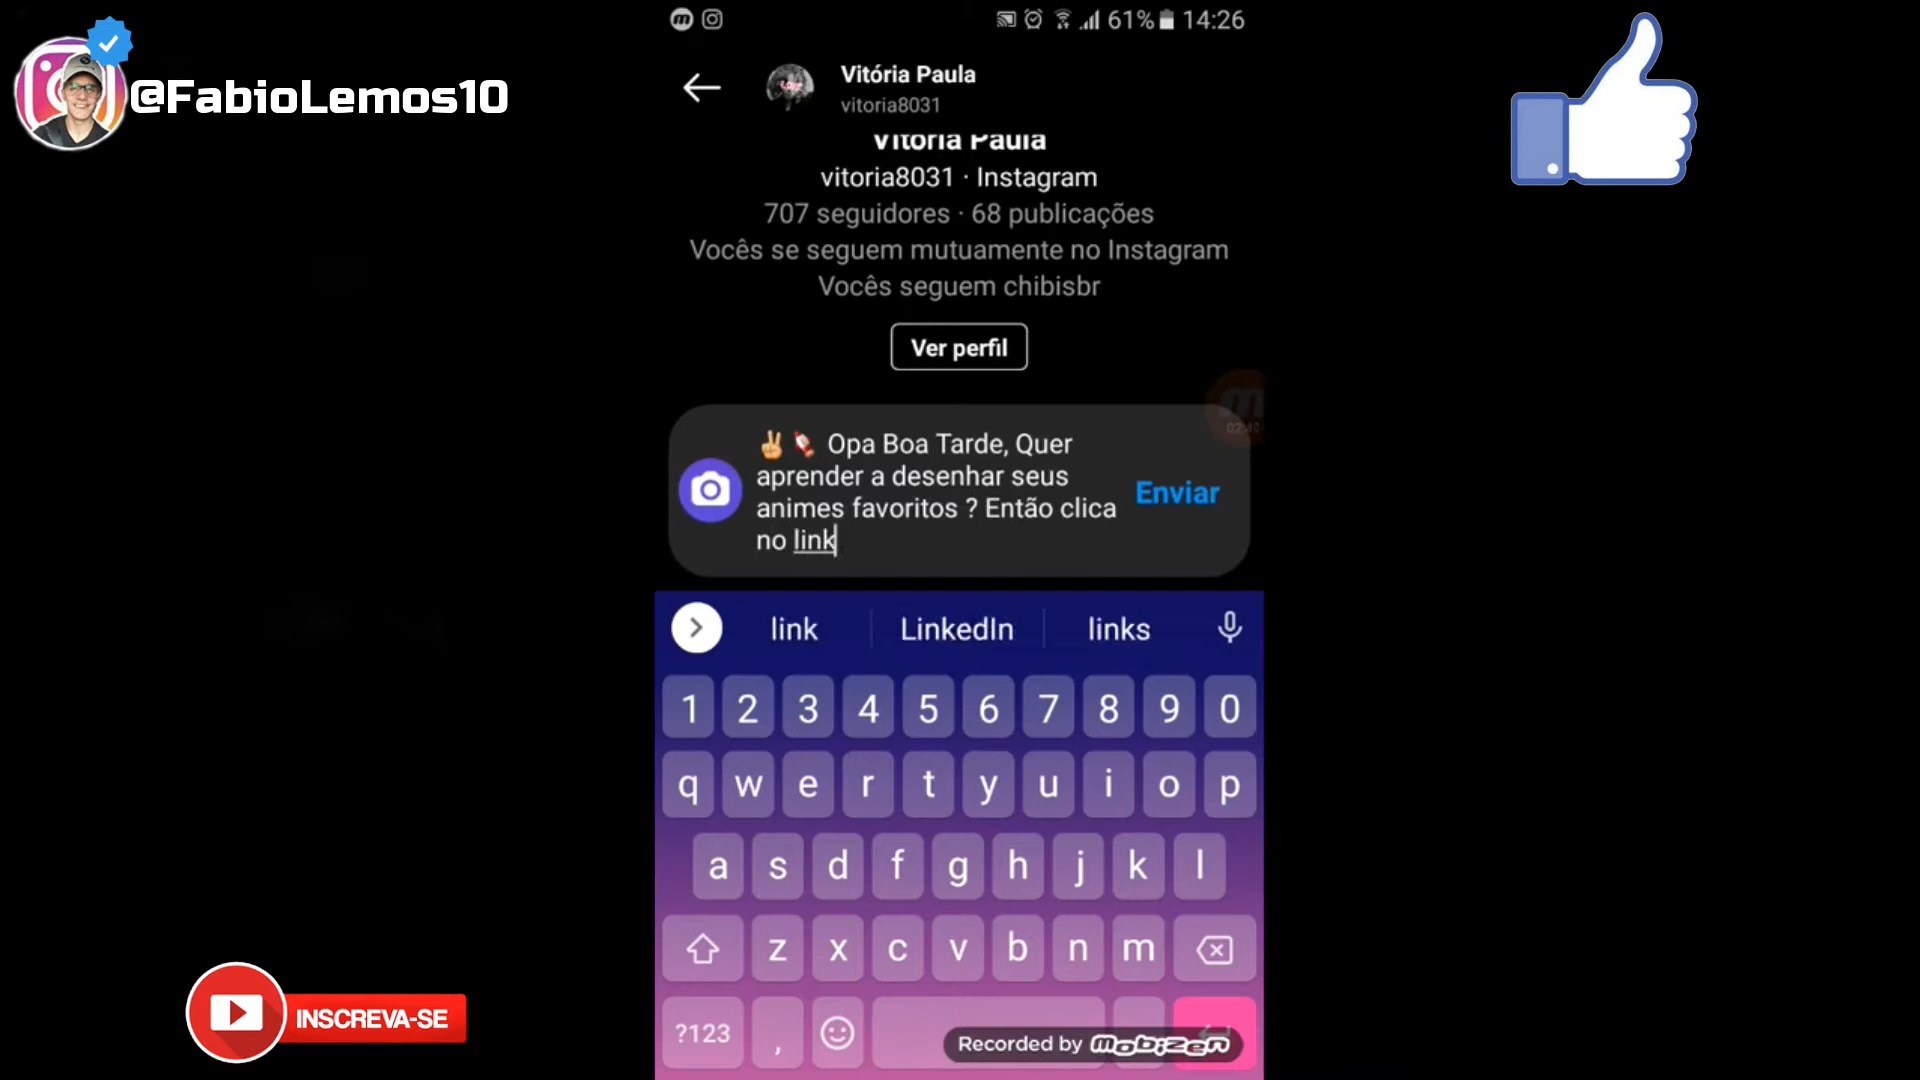 61% 14:26
@FabioLemos10
Vitória Paula
vitoria8031
Vitória Paula
vitoria8031 · Instagram
707 seguidores · 68 publicações
Vocês se seguem mutuamente no Instagram
Vocês seguem chibisbr
Ver perfil
02:49
✌️ Opa Boa Tarde, Quer
aprender a desenhar seus
animes favoritos ? Então clica
no link
Enviar
link LinkedIn links
1 2 3 4 5 6 7 8 9 0
q w e r t y u i o p
a s d f g h j k l
z x c v b n m
?123 ,
Recorded by Mobizen
INSCREVA-SE